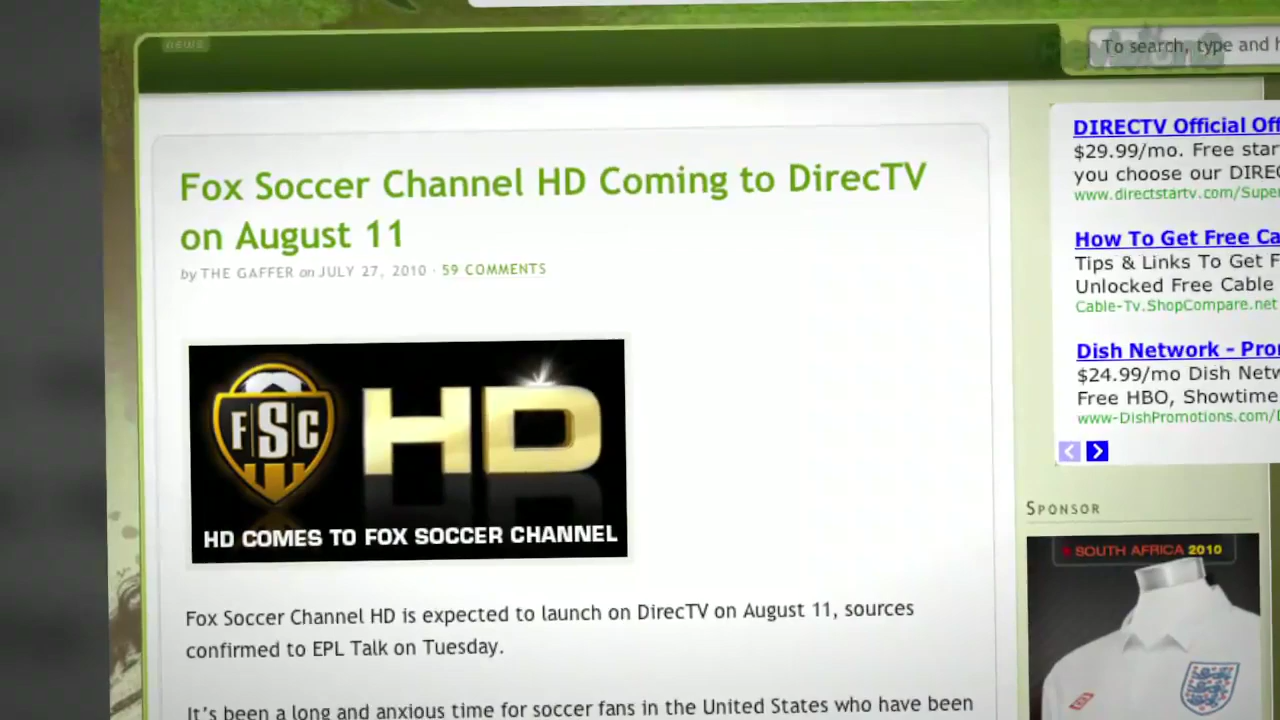 news
To search, type and h
Fox Soccer Channel HD Coming to DirecTV
on August 11
by THE GAFFER on JULY 27, 2010 · 59 COMMENTS
FSC HD
HD COMES TO FOX SOCCER CHANNEL
Fox Soccer Channel HD is expected to launch on DirecTV on August 11, sources
confirmed to EPL Talk on Tuesday.
It's been a long and anxious time for soccer fans in the United States who have been
DIRECTV Official Off
$29.99/mo. Free star
you choose our DIREC
www.directstartv.com/Supe
How To Get Free Ca
Tips & Links To Get F
Unlocked Free Cable
Cable-Tv.ShopCompare.net
Dish Network - Pro
$24.99/mo Dish Netw
Free HBO, Showtime
www-DishPromotions.com/
SPONSOR
SOUTH AFRICA 2010